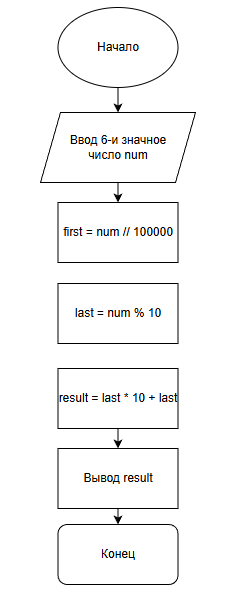 Начало
Ввод 6-и значное
число num
first = num // 100000
last = num % 10
result = last * 10 + last
Вывод result
Конец